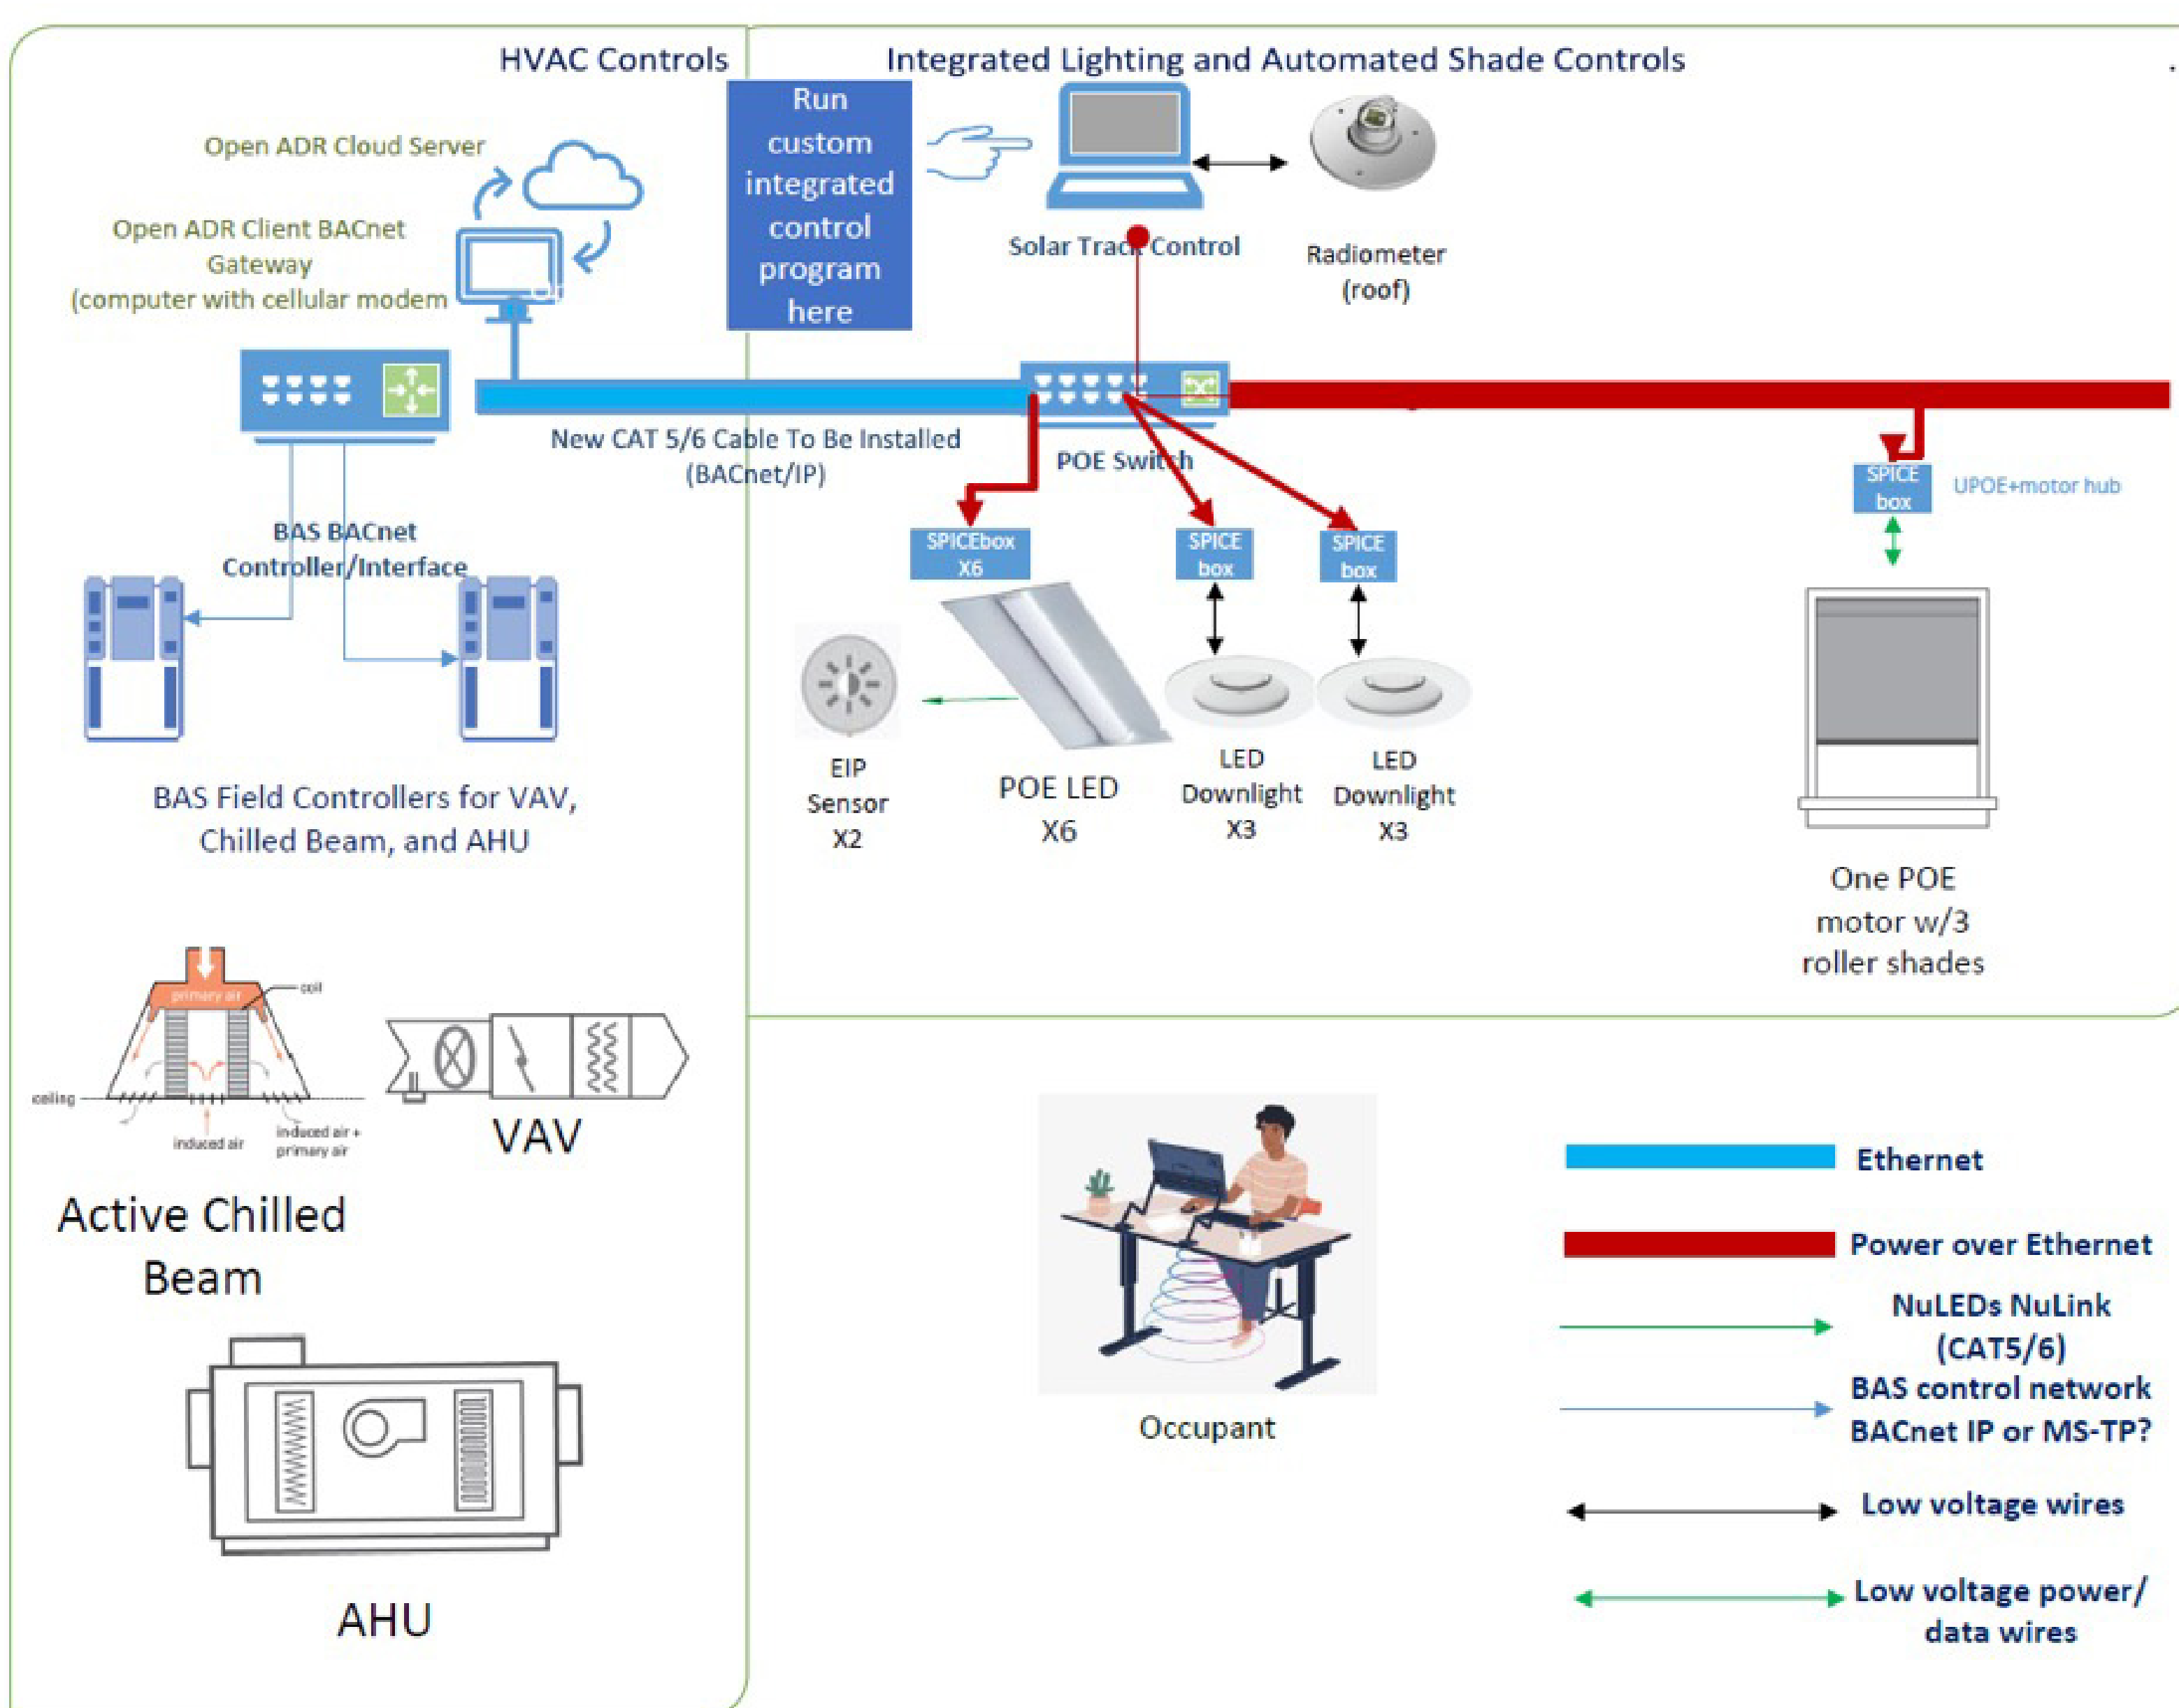 HVAC Controls
Integrated Lighting and Automated Shade Controls
.
Run
custom
integrated
control
program
here
Open ADR Cloud Server
Open ADR Client BACnet
Gateway
(computer with cellular modem
Solar Track Control
Radiometer
(roof)
New CAT 5/6 Cable To Be Installed
(BACnet/IP)
POE Switch
BAS BACnet
Controller/Interface
SPICEbox
X6
SPICE
box
SPICE
box
SPICE
box
UPOE+motor hub
EIP
Sensor
X2
POE LED
X6
LED
Downlight
X3
LED
Downlight
X3
One POE
motor w/3
roller shades
BAS Field Controllers for VAV,
Chilled Beam, and AHU
primary air
coil
ceiling
induced air
induced air +
primary air
VAV
Active Chilled
Beam
AHU
Occupant
Ethernet
Power over Ethernet
NuLEDs NuLink
(CAT5/6)
BAS control network
BACnet IP or MS-TP?
Low voltage wires
Low voltage power/
data wires